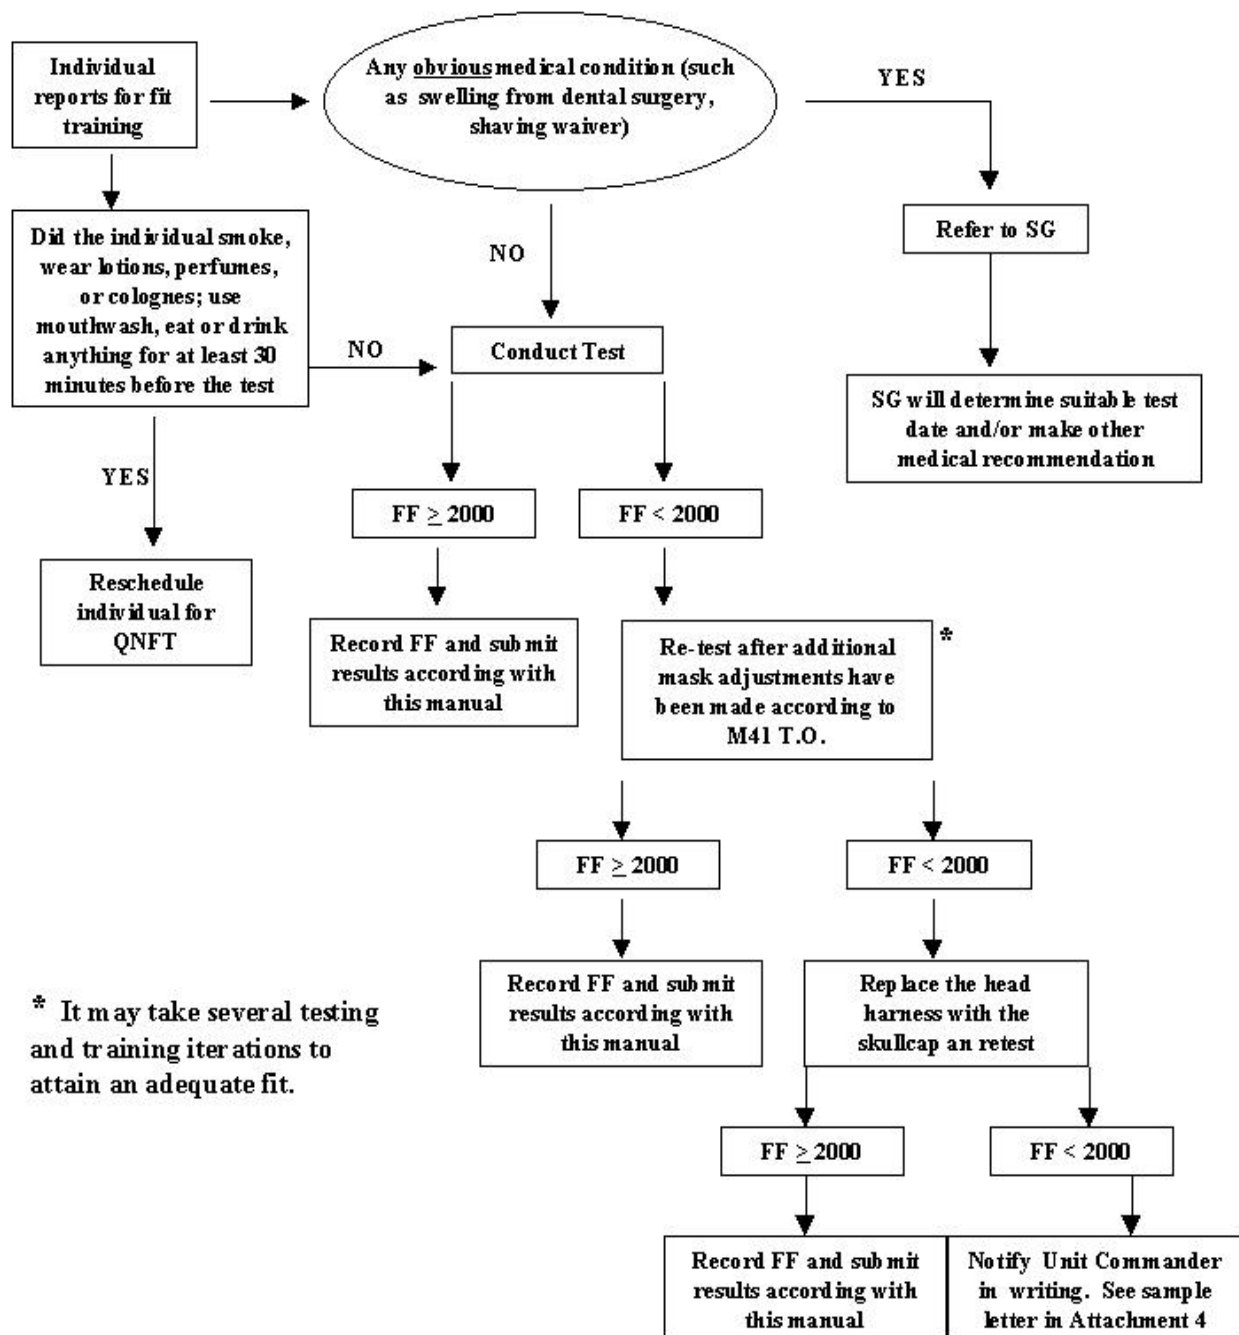 Individual
reports for fit
training
Any obvious medical condition (such
as swelling from dental surgery,
shaving waiver)
YES
Did the individual smoke,
wear lotions, perfumes,
or colognes; use
mouthwash, eat or drink
anything for at least 30
minutes before the test
NO
NO
Conduct Test
Refer to SG
SG will determine suitable test
date and/or make other
medical recommendation
YES
FF ≥ 2000
FF < 2000
Reschedule
individual for
QNFT
Record FF and submit
results according with
this manual
Re-test after additional
mask adjustments have
been made according to
M41 T.O.
*
FF ≥ 2000
FF < 2000
Record FF and submit
results according with
this manual
Replace the head
harness with the
skullcap an retest
* It may take several testing
and training iterations to
attain an adequate fit.
FF ≥ 2000
FF < 2000
Record FF and submit
results according with
this manual
Notify Unit Commander
in writing. See sample
letter in Attachment 4